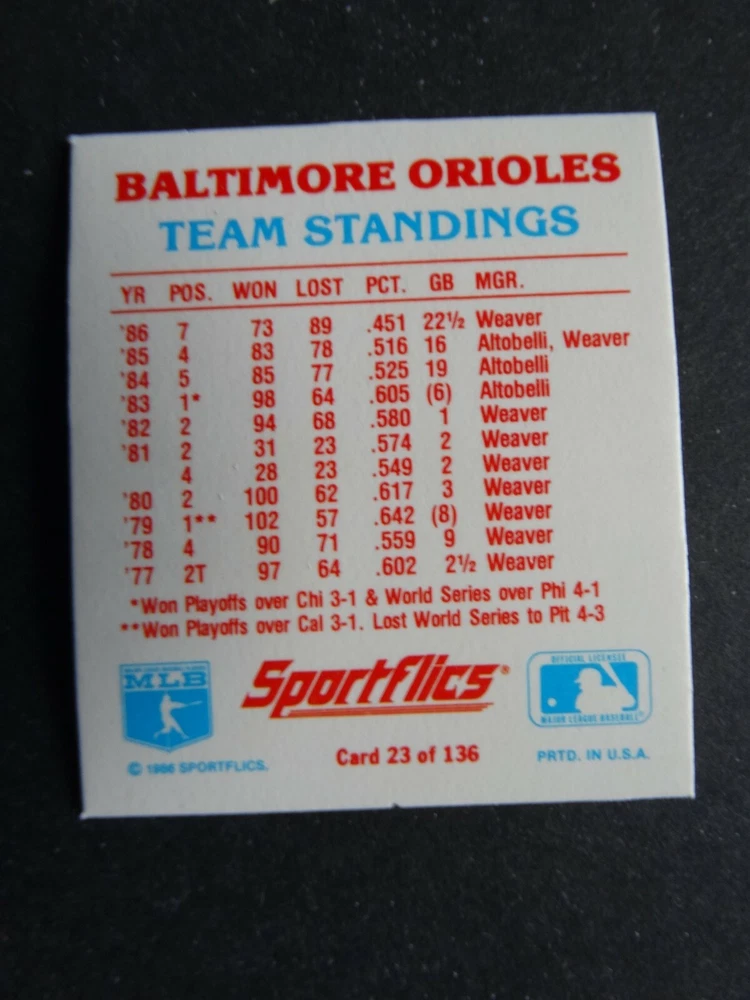 BALTIMORE ORIOLES
TEAM STANDINGS
YR POS. WON LOST PCT. GB MGR.
'86 7 73 89 .451 22½ Weaver
'85 4 83 78 .516 16 Altobelli, Weaver
'84 5 85 77 .525 19 Altobelli
'83 1* 98 64 .605 (6) Altobelli
'82 2 94 68 .580 1 Weaver
'81 2 31 23 .574 2 Weaver
4 28 23 .549 2 Weaver
'80 2 100 62 .617 3 Weaver
'79 1** 102 57 .642 (8) Weaver
'78 4 90 71 .559 9 Weaver
'77 2T 97 64 .602 2½ Weaver
*Won Playoffs over Chi 3-1 & World Series over Phi 4-1
**Won Playoffs over Cal 3-1. Lost World Series to Pit 4-3
MLB
Sportflics®
OFFICIAL LICENSEE
MAJOR LEAGUE BASEBALL
© 1986 SPORTFLICS.
Card 23 of 136
PRTD. IN U.S.A.